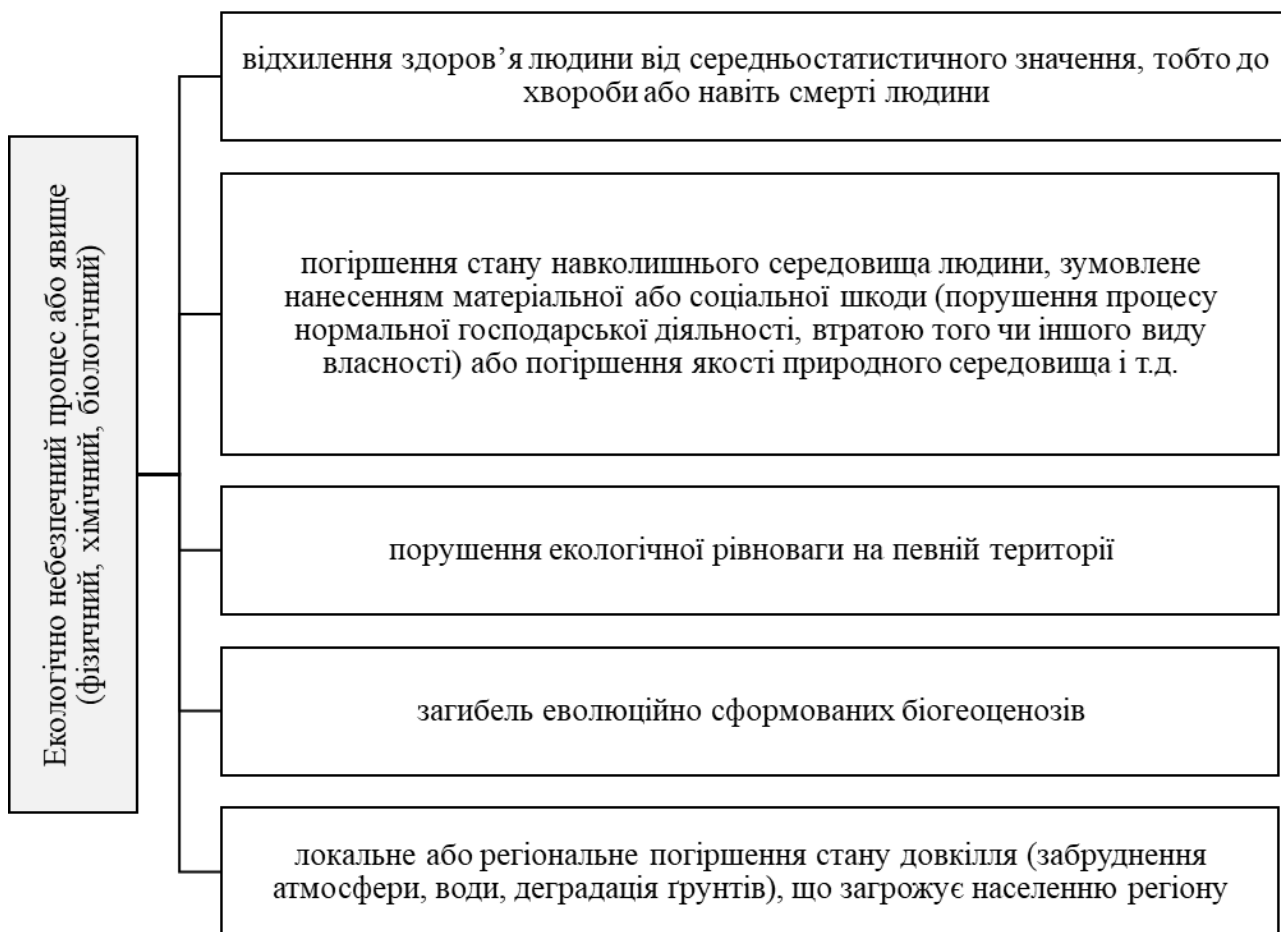 Екологічно небезпечний процес або явище
(фізичний, хімічний, біологічний)
відхилення здоров’я людини від середньостатистичного значення, тобто до
хвороби або навіть смерті людини
погіршення стану навколишнього середовища людини, зумовлене
нанесенням матеріальної або соціальної шкоди (порушення процесу
нормальної господарської діяльності, втратою того чи іншого виду
власності) або погіршення якості природного середовища і т.д.
порушення екологічної рівноваги на певній території
загибель еволюційно сформованих біогеоценозів
локальне або регіональне погіршення стану довкілля (забруднення
атмосфери, води, деградація ґрунтів), що загрожує населенню регіону